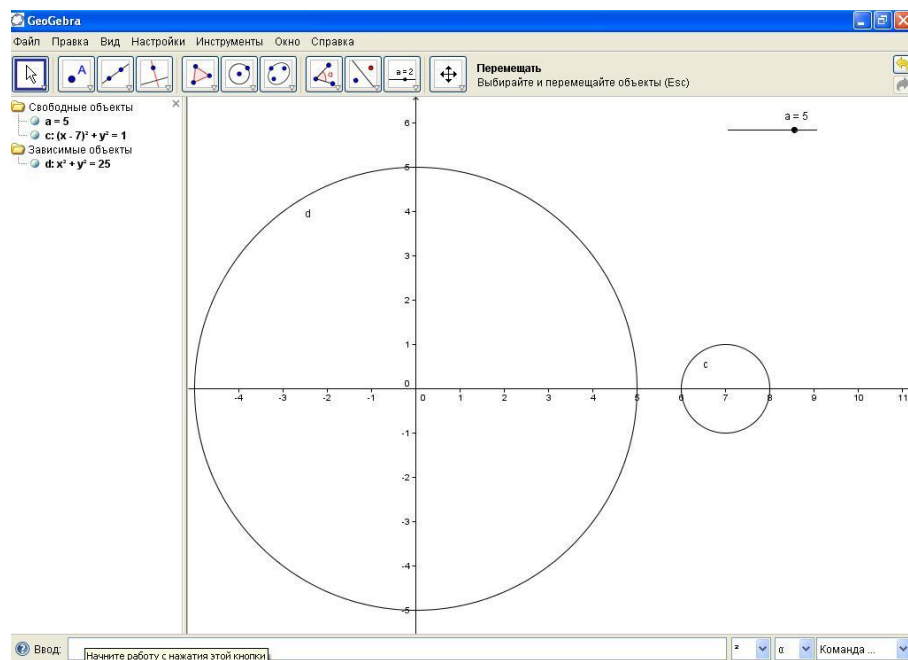 GeoGebra
Файл Правка Вид Настройки Инструменты Окно Справка
A
α
a = 2
Перемещать
Выбирайте и перемещайте объекты (Esc)
Свободные объекты
a = 5
c: (x - 7)² + y² = 1
Зависимые объекты
d: x² + y² = 25
a = 5
d
c
6
5
4
3
2
1
0
-1
-2
-3
-4
-5
-4 -3 -2 -1 0 1 2 3 4 5 6 7 8 9 10 11
Ввод:
² α Команда ...
Начните работу с нажатия этой кнопки